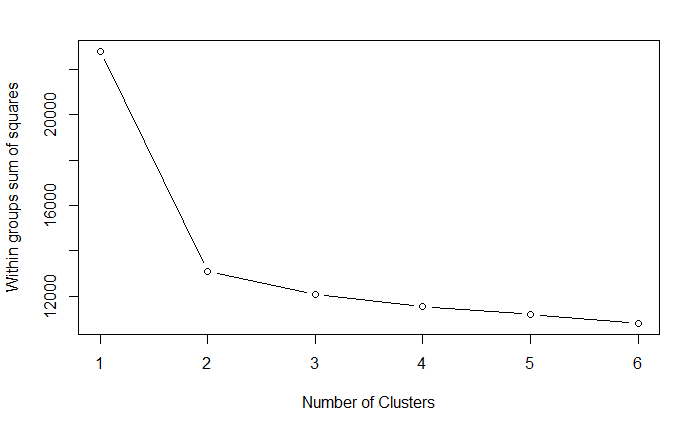 Within groups sum of squares
20000
16000
12000
1 2 3 4 5 6
Number of Clusters